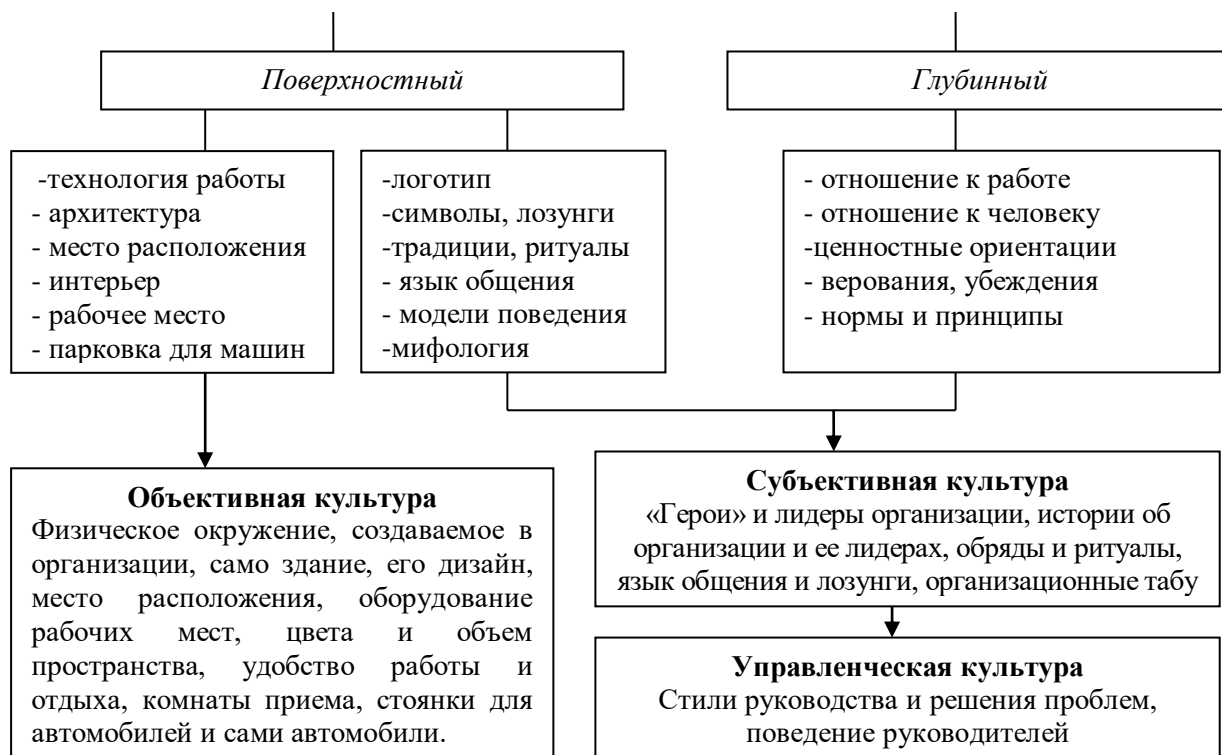 Поверхностный
Глубинный
-технология работы
- архитектура
- место расположения
- интерьер
- рабочее место
- парковка для машин
-логотип
-символы, лозунги
-традиции, ритуалы
- язык общения
- модели поведения
-мифология
- отношение к работе
- отношение к человеку
-ценностные ориентации
- верования, убеждения
- нормы и принципы
Объективная культура
Физическое окружение, создаваемое в
организации, само здание, его дизайн,
место расположения, оборудование
рабочих мест, цвета и объем
пространства, удобство работы и
отдыха, комнаты приема, стоянки для
автомобилей и сами автомобили.
Субъективная культура
«Герои» и лидеры организации, истории об
организации и ее лидерах, обряды и ритуалы,
язык общения и лозунги, организационные табу
Управленческая культура
Стили руководства и решения проблем,
поведение руководителей